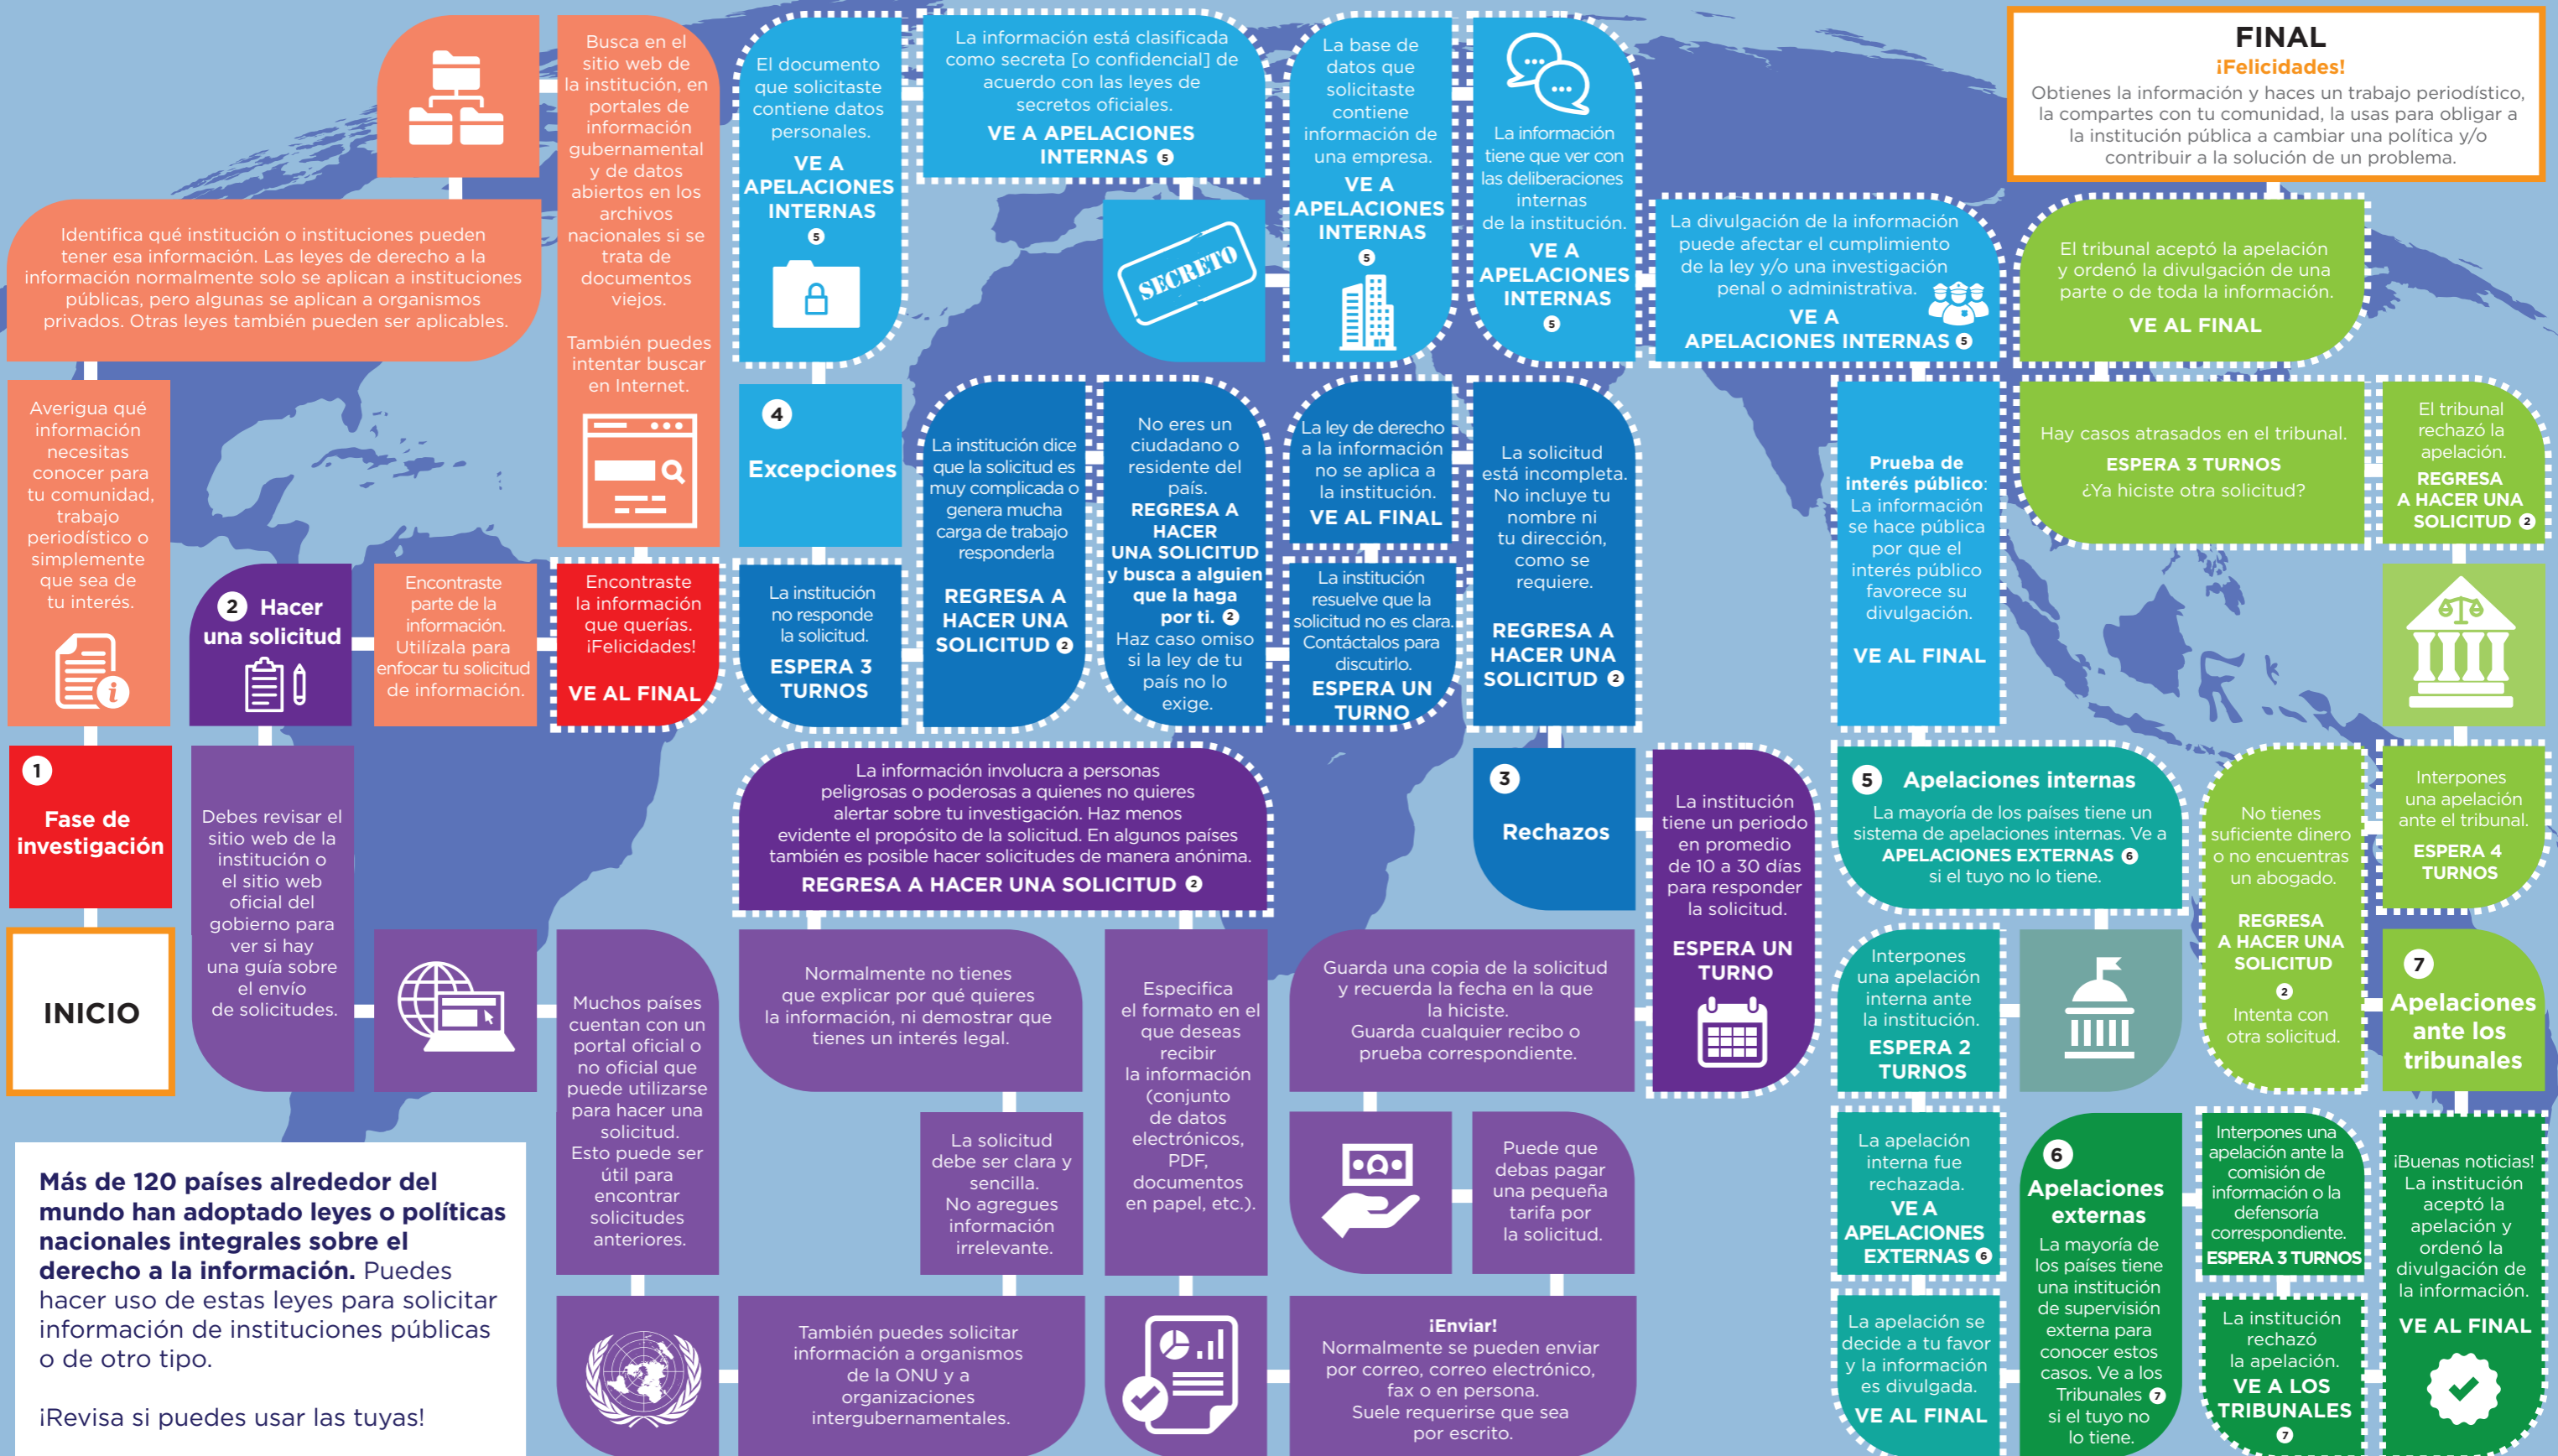 INICIO
1
Fase de
investigación
Averigua qué
información
necesitas
conocer para
tu comunidad,
trabajo
periodístico o
simplemente
que sea de
tu interés.
Identifica qué institución o instituciones pueden
tener esa información. Las leyes de derecho a la
información normalmente solo se aplican a instituciones
públicas, pero algunas se aplican a organismos
privados. Otras leyes también pueden ser aplicables.
Busca en el
sitio web de
la institución, en
portales de
información
gubernamental
y de datos
abiertos en los
archivos
nacionales si se
trata de
documentos
viejos.
También puedes
intentar buscar
en Internet.
Encontraste
la información
que querías.
¡Felicidades!
VE AL FINAL
Encontraste
parte de la
información.
Utilízala para
enfocar tu solicitud
de información.
2 Hacer
una solicitud
Debes revisar el
sitio web de la
institución o
el sitio web
oficial del
gobierno para
ver si hay
una guía sobre
el envío
de solicitudes.
Muchos países
cuentan con un
portal oficial o
no oficial que
puede utilizarse
para hacer una
solicitud.
Esto puede ser
útil para
encontrar
solicitudes
anteriores.
También puedes solicitar
información a organismos
de la ONU y a
organizaciones
intergubernamentales.
La solicitud
debe ser clara y
sencilla.
No agregues
información
irrelevante.
Normalmente no tienes
que explicar por qué quieres
la información, ni demostrar que
tienes un interés legal.
La información involucra a personas
peligrosas o poderosas a quienes no quieres
alertar sobre tu investigación. Haz menos
evidente el propósito de la solicitud. En algunos países
también es posible hacer solicitudes de manera anónima.
REGRESA A HACER UNA SOLICITUD 2
Especifica
el formato en el
que deseas
recibir
la información
(conjunto
de datos
electrónicos,
PDF,
documentos
en papel, etc.).
¡Enviar!
Normalmente se pueden enviar
por correo, correo electrónico,
fax o en persona.
Suele requerirse que sea
por escrito.
Puede que
debas pagar
una pequeña
tarifa por
la solicitud.
Guarda una copia de la solicitud
y recuerda la fecha en la que
la hiciste.
Guarda cualquier recibo o
prueba correspondiente.
La institución
tiene un periodo
en promedio
de 10 a 30 días
para responder
la solicitud.
ESPERA UN
TURNO
3
Rechazos
La solicitud
está incompleta.
No incluye tu
nombre ni
tu dirección,
como se
requiere.
REGRESA A
HACER UNA
SOLICITUD 2
La ley de derecho
a la información
no se aplica a
la institución.
VE AL FINAL
La institución
resuelve que la
solicitud no es clara.
Contáctalos para
discutirlo.
ESPERA UN
TURNO
No eres un
ciudadano o
residente del
país.
REGRESA A
HACER
UNA SOLICITUD
y busca a alguien
que la haga
por ti. 2
Haz caso omiso
si la ley de tu
país no lo
exige.
La institución dice
que la solicitud es
muy complicada o
genera mucha
carga de trabajo
responderla
REGRESA A
HACER UNA
SOLICITUD 2
La institución
no responde
la solicitud.
ESPERA 3
TURNOS
4
Excepciones
El documento
que solicitaste
contiene datos
personales.
VE A
APELACIONES
INTERNAS
5
La información está clasificada
como secreta [o confidencial] de
acuerdo con las leyes de
secretos oficiales.
VE A APELACIONES
INTERNAS 5
SECRETO
La base de
datos que
solicitaste
contiene
información de
una empresa.
VE A
APELACIONES
INTERNAS
5
La información
tiene que ver con
las deliberaciones
internas
de la institución.
VE A
APELACIONES
INTERNAS
5
La divulgación de la información
puede afectar el cumplimiento
de la ley y/o una investigación
penal o administrativa.
VE A
APELACIONES INTERNAS 5
Prueba de
interés público:
La información
se hace pública
por que el
interés público
favorece su
divulgación.
VE AL FINAL
5 Apelaciones internas
La mayoría de los países tiene un
sistema de apelaciones internas. Ve a
APELACIONES EXTERNAS 6
si el tuyo no lo tiene.
Interpones
una apelación
interna ante
la institución.
ESPERA 2
TURNOS
La apelación
interna fue
rechazada.
VE A
APELACIONES
EXTERNAS 6
La apelación se
decide a tu favor
y la información
es divulgada.
VE AL FINAL
6
Apelaciones
externas
La mayoría de
los países tiene
una institución
de supervisión
externa para
conocer estos
casos. Ve a los
Tribunales 7
si el tuyo no
lo tiene.
Interpones una
apelación ante la
comisión de
información o la
defensoría
correspondiente.
ESPERA 3 TURNOS
La institución
rechazó
la apelación.
VE A LOS
TRIBUNALES
7
¡Buenas noticias!
La institución
aceptó la
apelación y
ordenó la
divulgación de
la información.
VE AL FINAL
7
Apelaciones
ante los
tribunales
No tienes
suficiente dinero
o no encuentras
un abogado.
REGRESA
A HACER UNA
SOLICITUD
2
Intenta con
otra solicitud.
Interpones
una apelación
ante el tribunal.
ESPERA 4
TURNOS
El tribunal
rechazó la
apelación.
REGRESA
A HACER UNA
SOLICITUD 2
Hay casos atrasados en el tribunal.
ESPERA 3 TURNOS
¿Ya hiciste otra solicitud?
El tribunal aceptó la apelación
y ordenó la divulgación de una
parte o de toda la información.
VE AL FINAL
FINAL
¡Felicidades!
Obtienes la información y haces un trabajo periodístico,
la compartes con tu comunidad, la usas para obligar a
la institución pública a cambiar una política y/o
contribuir a la solución de un problema.
Más de 120 países alrededor del
mundo han adoptado leyes o políticas
nacionales integrales sobre el
derecho a la información. Puedes
hacer uso de estas leyes para solicitar
información de instituciones públicas
o de otro tipo.
¡Revisa si puedes usar las tuyas!